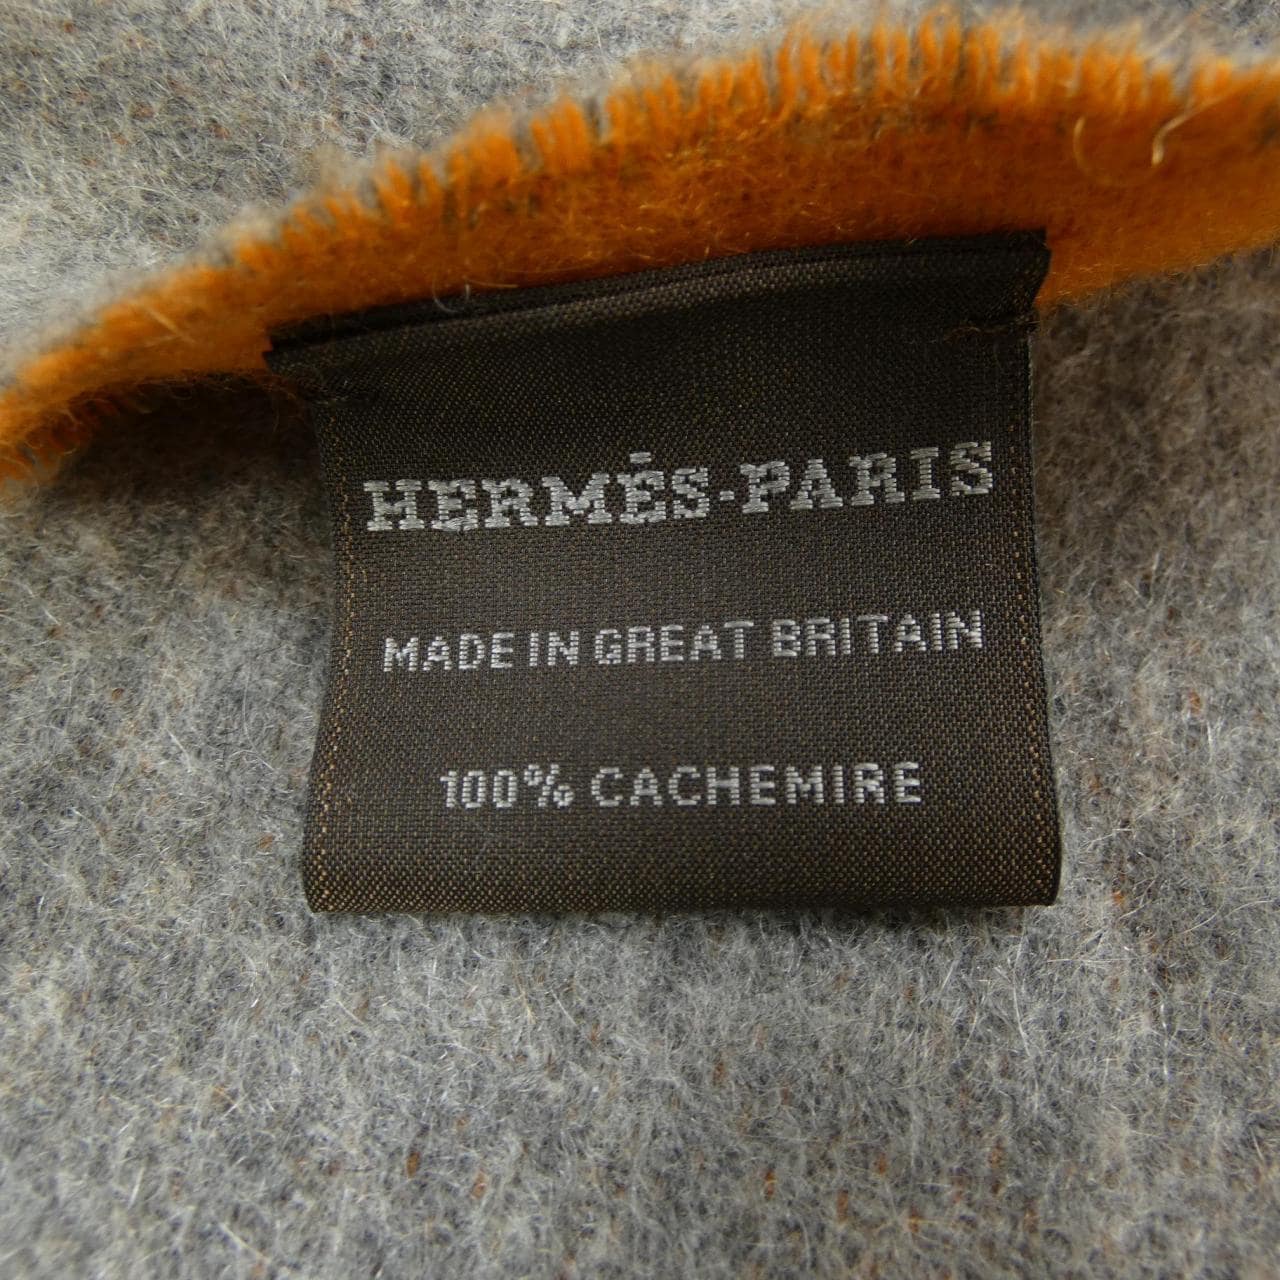 HERMÈS-PARIS
MADE IN GREAT BRITAIN
100% CACHEMIRE